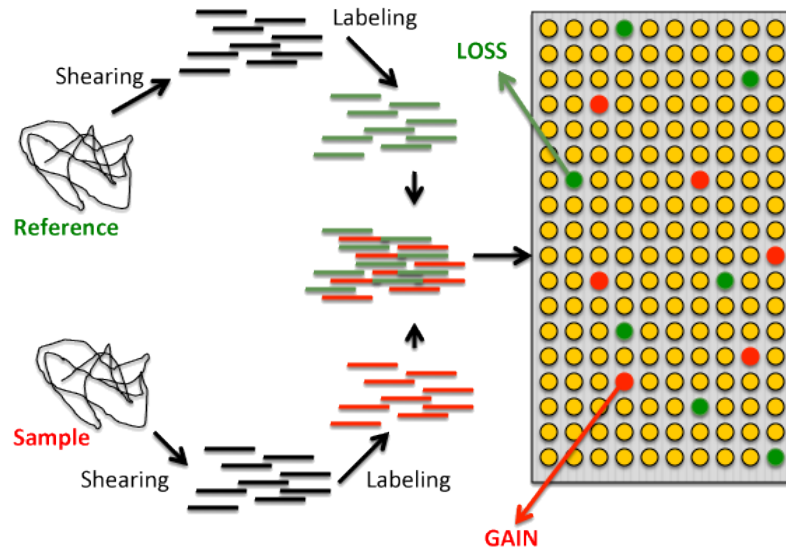 Labeling
LOSS
Shearing
Reference
Sample
Shearing
Labeling
GAIN